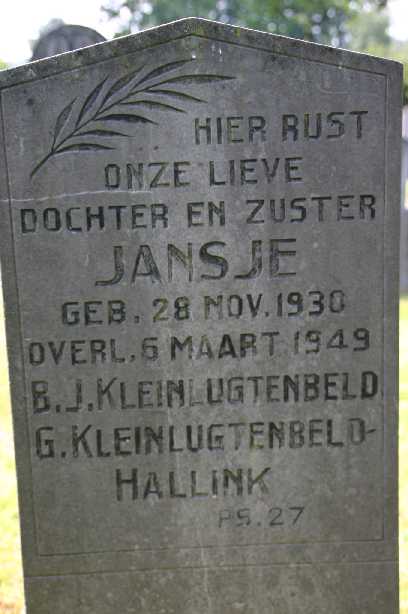 HIER RUST
ONZE LIEVE
DOCHTER EN ZUSTER
JANSJE
GEB. 28 NOV. 1930
OVERL. 6 MAART 1949
B.J. KLEINLUGTENBELD
G. KLEINLUGTENBELD-
HALLINK
PS. 27